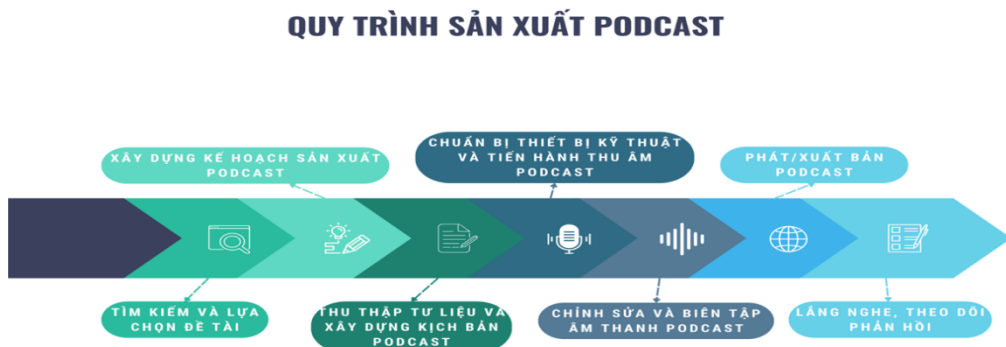 QUY TRÌNH SẢN XUẤT PODCAST
XÂY DỰNG KẾ HOẠCH SẢN XUẤT
PODCAST
CHUẨN BỊ THIẾT BỊ KỸ THUẬT
VÀ TIẾN HÀNH THU ÂM
PODCAST
PHÁT/XUẤT BẢN
PODCAST
TÌM KIẾM VÀ LỰA
CHỌN ĐỀ TÀI
THU THẬP TƯ LIỆU VÀ
XÂY DỰNG KỊCH BẢN
PODCAST
CHỈNH SỬA VÀ BIÊN TẬP
ÂM THANH PODCAST
LẮNG NGHE, THEO DÕI
PHẢN HỒI